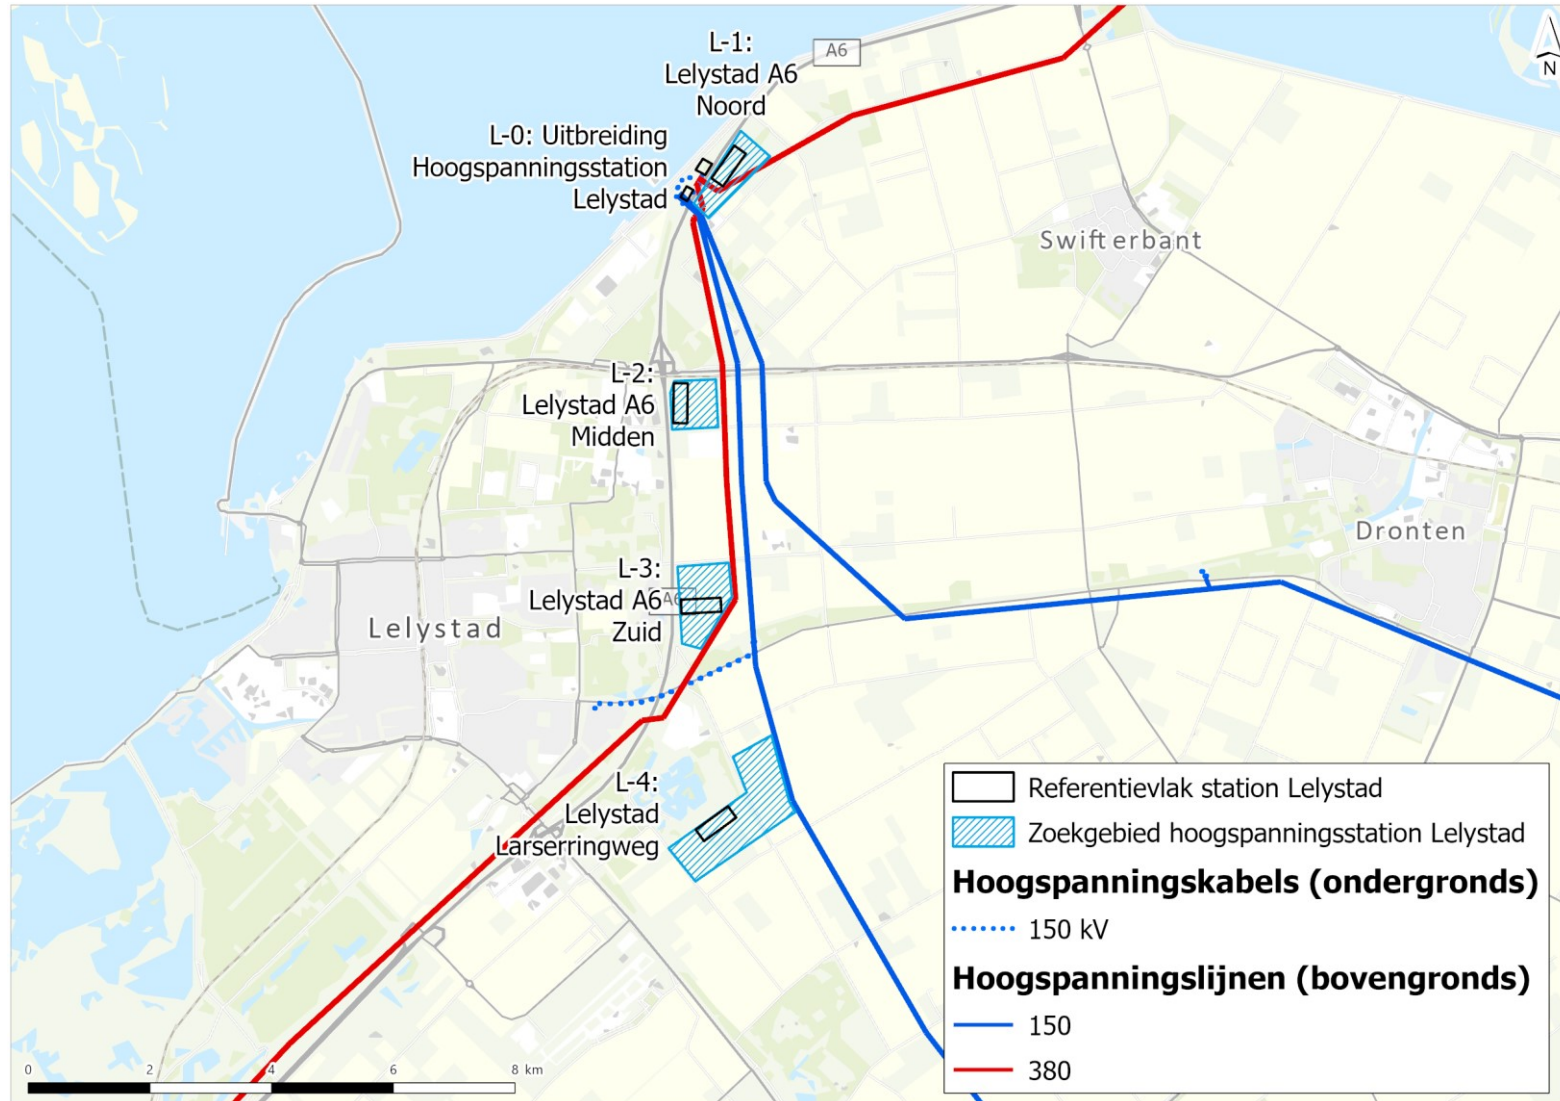 A6
L-1:
Lelystad A6
Noord
N
L-0: Uitbreiding
Hoogspanningsstation
Lelystad
Swifterbant
L-2:
Lelystad A6
Midden
Dronten
L-3:
Lelystad A6
Zuid
A6
Lelystad
L-4:
Lelystad
Larserringweg
Referentievlak station Lelystad
Zoekgebied hoogspanningsstation Lelystad
Hoogspanningskabels (ondergronds)
150 kV
Hoogspanningslijnen (bovengronds)
150
380
0 2 4 6 8 km